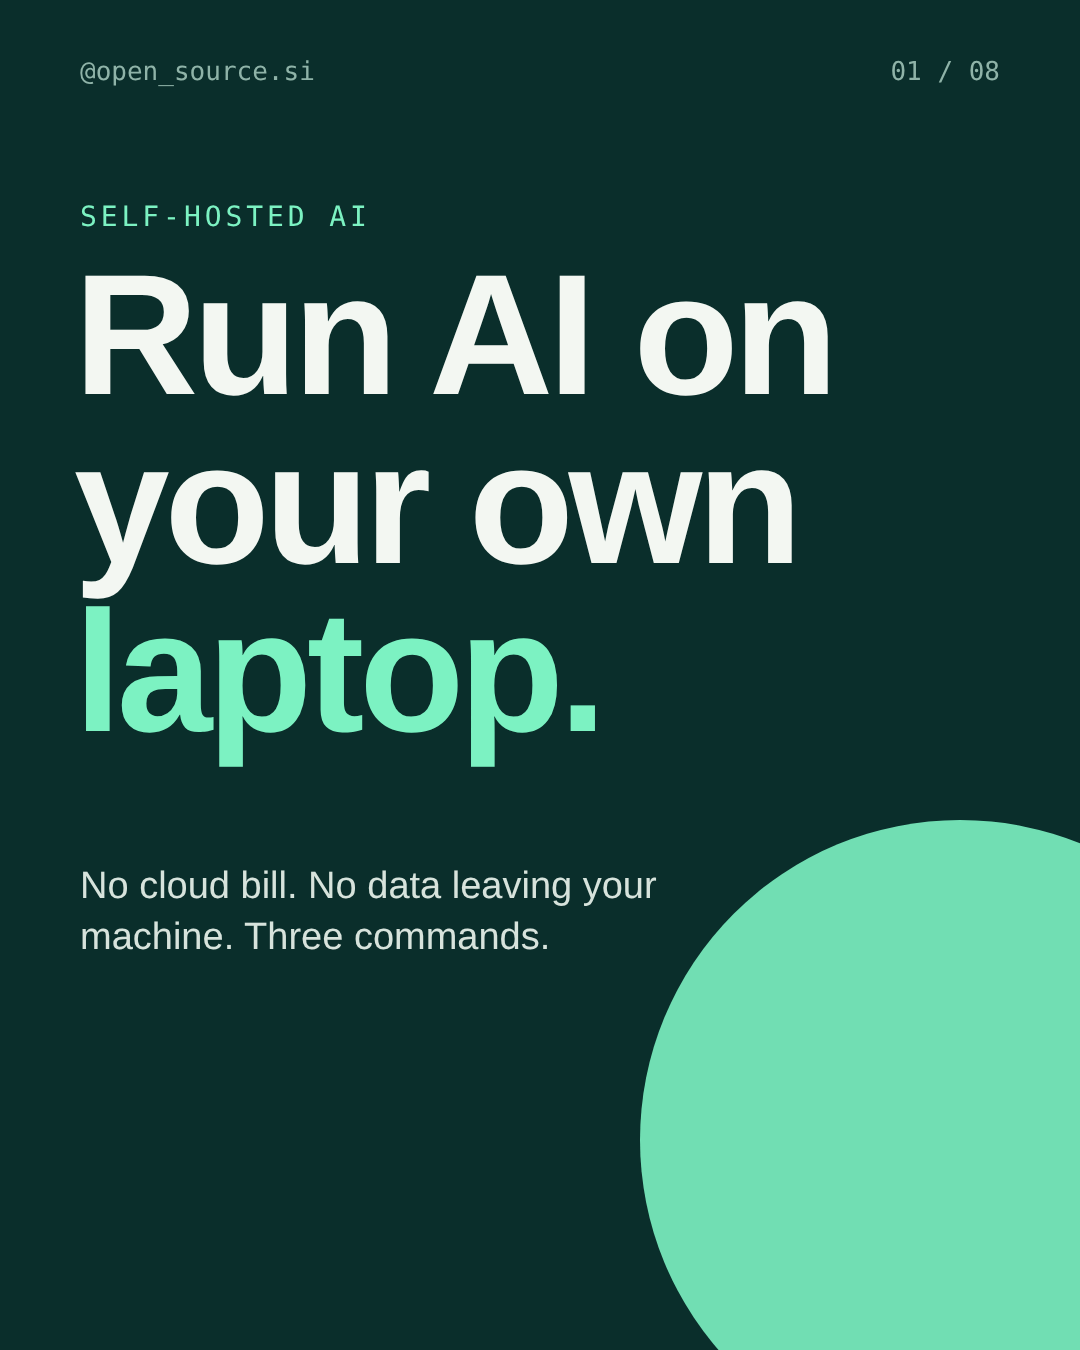 @open_source.si
01 / 08
SELF-HOSTED AI
Run AI on
your own
laptop.
No cloud bill. No data leaving your
machine. Three commands.